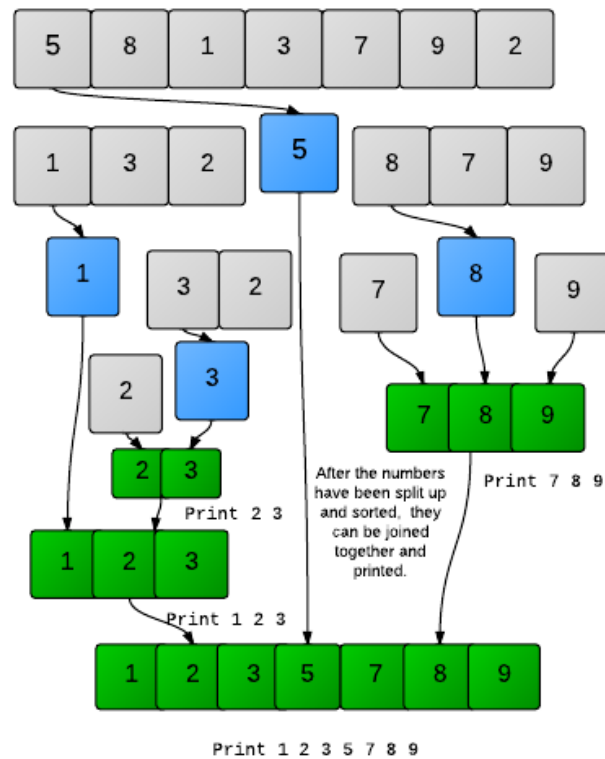 5 8 1 3 7 9 2
5
1 3 2
8 7 9
1
3 2
7
8
9
2
3
7 8 9
2 3
After the numbers
have been split up
and sorted, they
can be joined
together and
printed.
Print 7 8 9
Print 2 3
1 2 3
Print 1 2 3
1 2 3 5 7 8 9
Print 1 2 3 5 7 8 9